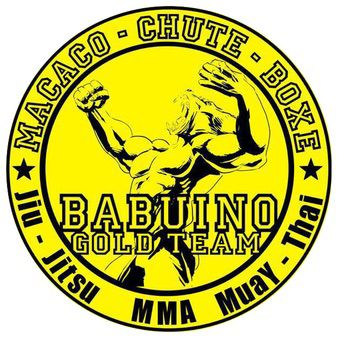 MACACO - CHUTE - BOXE
BABUINO
GOLD TEAM
Jiu - Jitsu MMA Muay - Thai